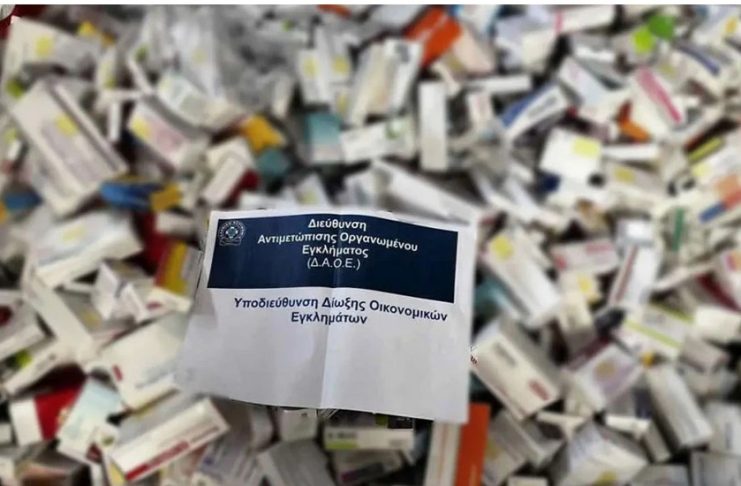 Διεύθυνση
Αντιμετώπισης Οργανωμένου
Εγκλήματος
(Δ.Α.Ο.Ε.)
Υποδιεύθυνση Δίωξης Οικονομικών
Εγκλημάτων